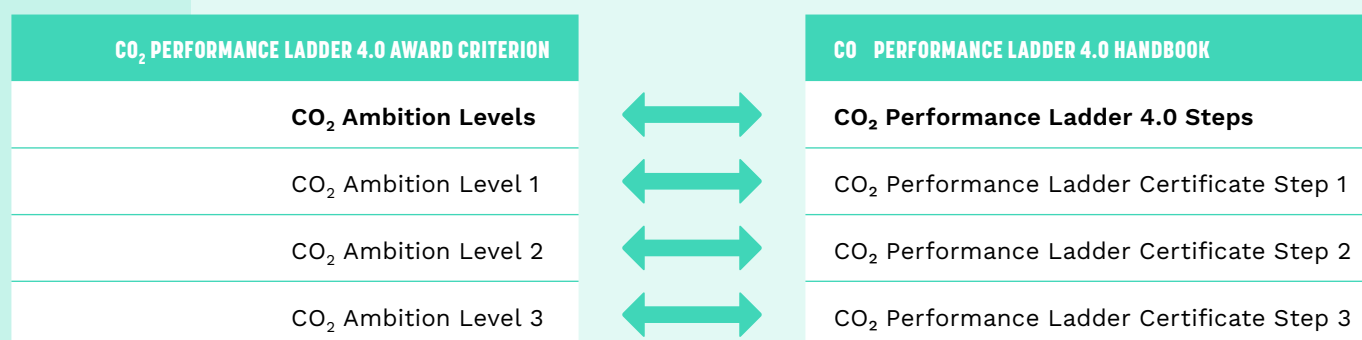 CO₂ PERFORMANCE LADDER 4.0 AWARD CRITERION
CO PERFORMANCE LADDER 4.0 HANDBOOK
CO₂ Ambition Levels
CO₂ Performance Ladder 4.0 Steps
CO₂ Ambition Level 1
CO₂ Performance Ladder Certificate Step 1
CO₂ Ambition Level 2
CO₂ Performance Ladder Certificate Step 2
CO₂ Ambition Level 3
CO₂ Performance Ladder Certificate Step 3